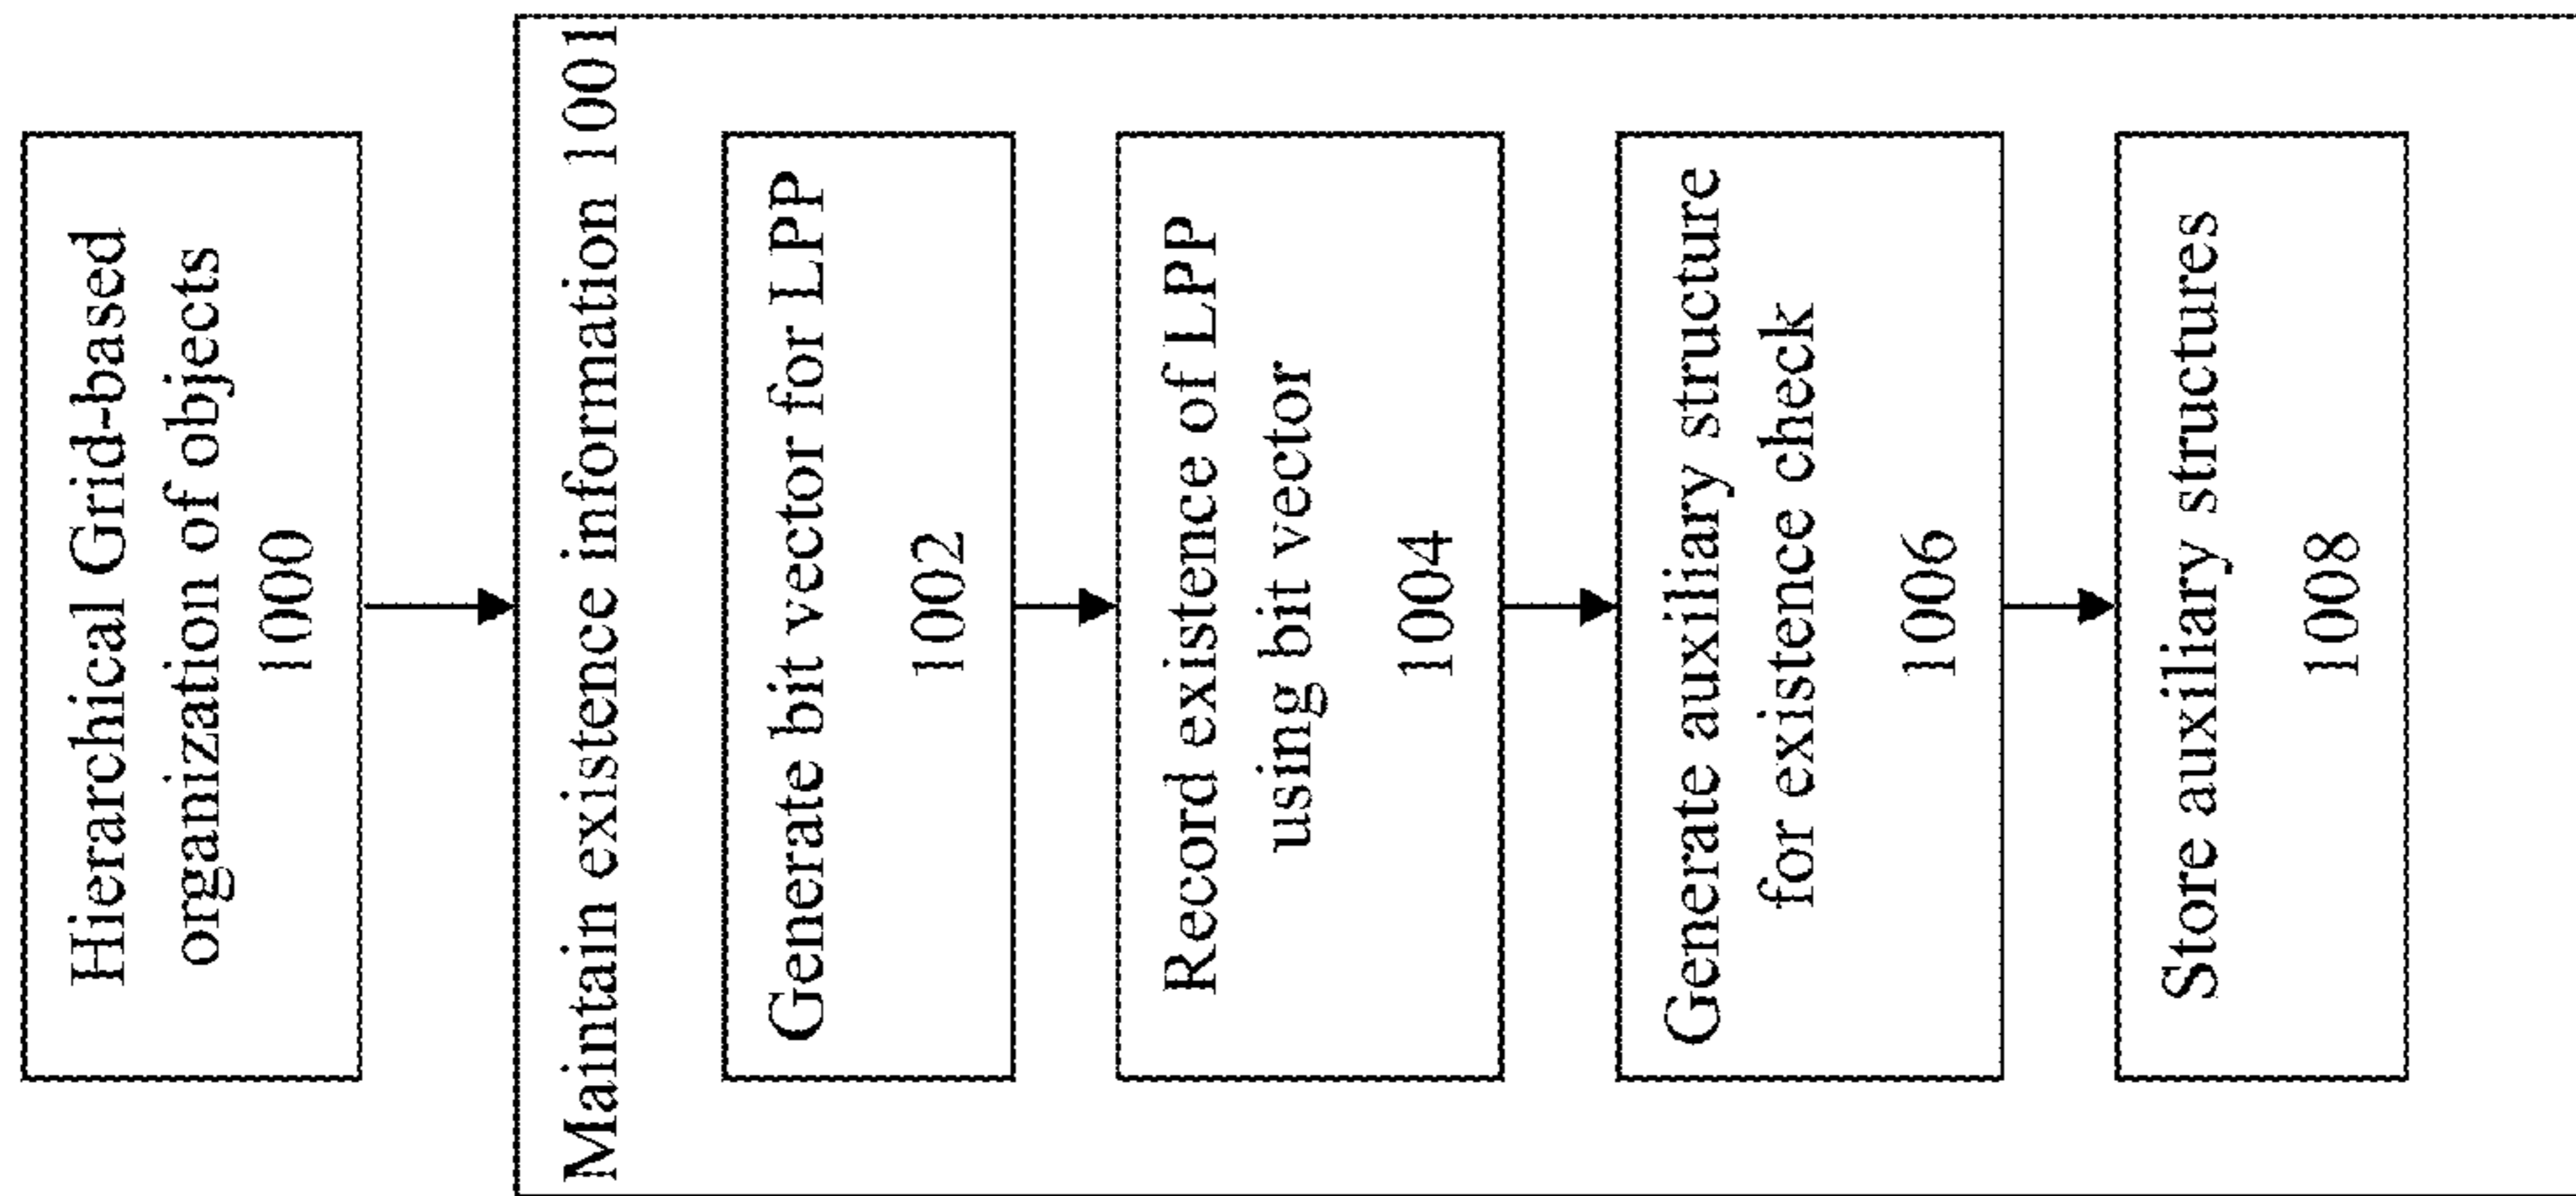 Hierarchical Grid-based
organization of objects
1000
Maintain existence information 1001
Generate bit vector for LPP
1002
Record existence of LPP
using bit vector
1004
Generate auxiliary structure
for existence check
1006
Store auxiliary structures
1008